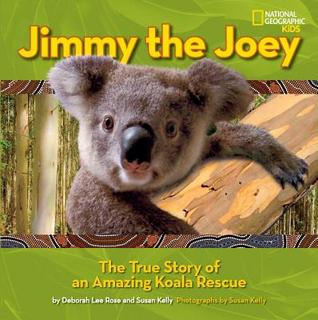 NATIONAL
GEOGRAPHIC
KiDS
Jimmy the Joey
The True Story of
an Amazing Koala Rescue
by Deborah Lee Rose and Susan Kelly Photographs by Susan Kelly